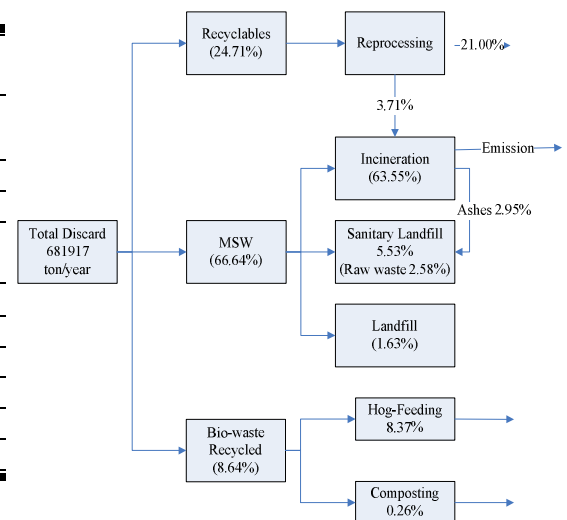 Recyclables
(24.71%)
Reprocessing
–21.00%
3.71%
Incineration
(63.55%)
Emission
Ashes 2.95%
Total Discard
681917
ton/year
MSW
(66.64%)
Sanitary Landfill
5.53%
(Raw waste 2.58%)
Landfill
(1.63%)
Bio-waste
Recycled
(8.64%)
Hog-Feeding
8.37%
Composting
0.26%